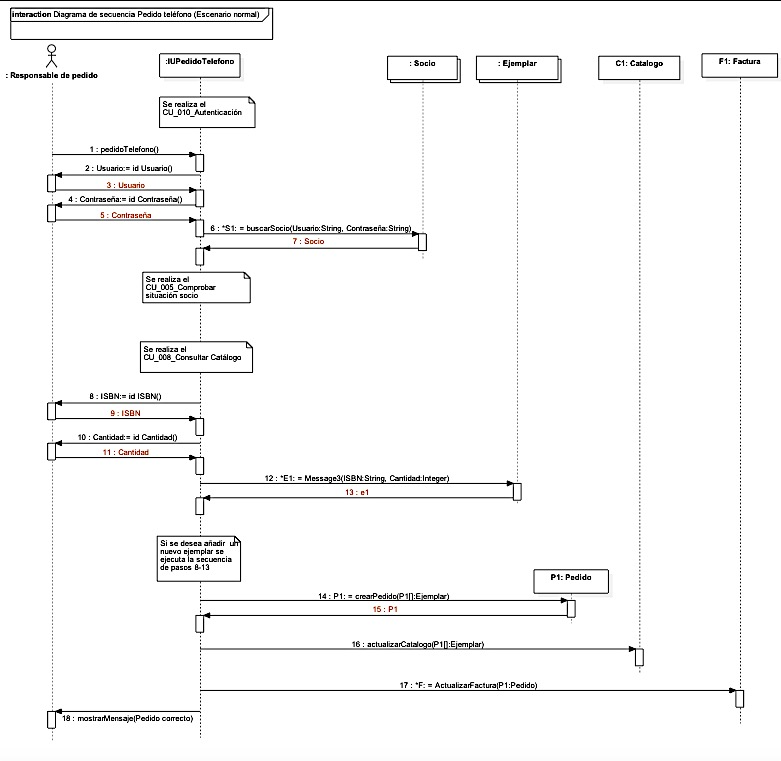 interaction Diagrama de secuencia Pedido teléfono (Escenario normal)
: Responsable de pedido
:IUPedidoTelefono
: Socio
: Ejemplar
C1: Catalogo
F1: Factura
Se realiza el
CU_010_Autenticación
1 : pedidoTelefono()
2 : Usuario:= id Usuario()
3 : Usuario
4 : Contraseña:= id Contraseña()
5 : Contraseña
6 : *S1: = buscarSocio(Usuario:String, Contraseña:String)
7 : Socio
Se realiza el
CU_005_Comprobar
situación socio
Se realiza el
CU_008_Consultar Catálogo
8 : ISBN:= id ISBN()
9 : ISBN
10 : Cantidad:= id Cantidad()
11 : Cantidad
12 : *E1: = Message3(ISBN:String, Cantidad:Integer)
13 : e1
Si se desea añadir un
nuevo ejemplar se
ejecuta la secuencia
de pasos 8-13
P1: Pedido
14 : P1: = crearPedido(P1[]:Ejemplar)
15 : P1
16 : actualizarCatalogo(P1[]:Ejemplar)
17 : *F: = ActualizarFactura(P1:Pedido)
18 : mostrarMensaje(Pedido correcto)